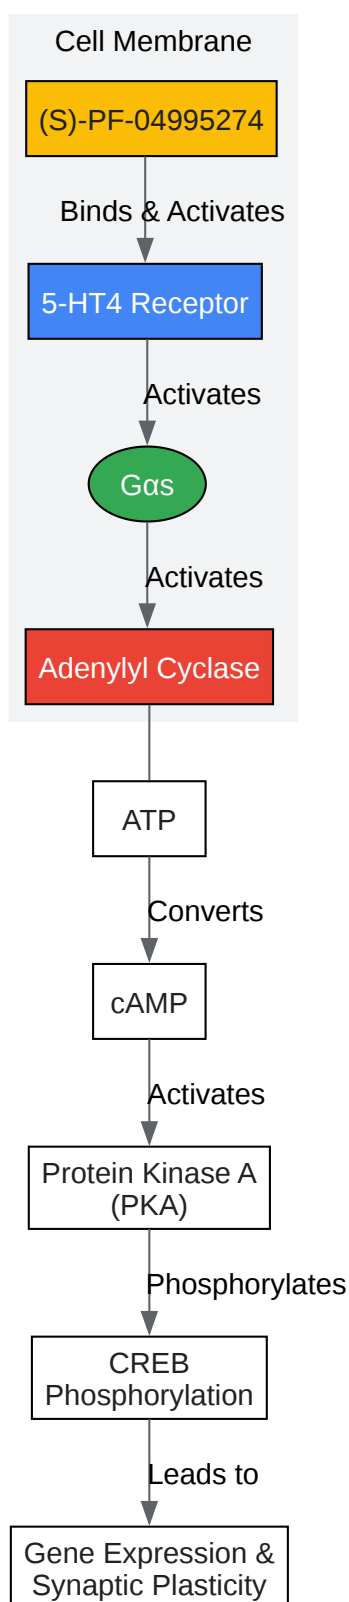 Cell Membrane
(S)-PF-04995274
Binds & Activates
5-HT4 Receptor
Activates
Gαs
Activates
Adenylyl Cyclase
ATP
Converts
cAMP
Activates
Protein Kinase A
(PKA)
Phosphorylates
CREB
Phosphorylation
Leads to
Gene Expression &
Synaptic Plasticity